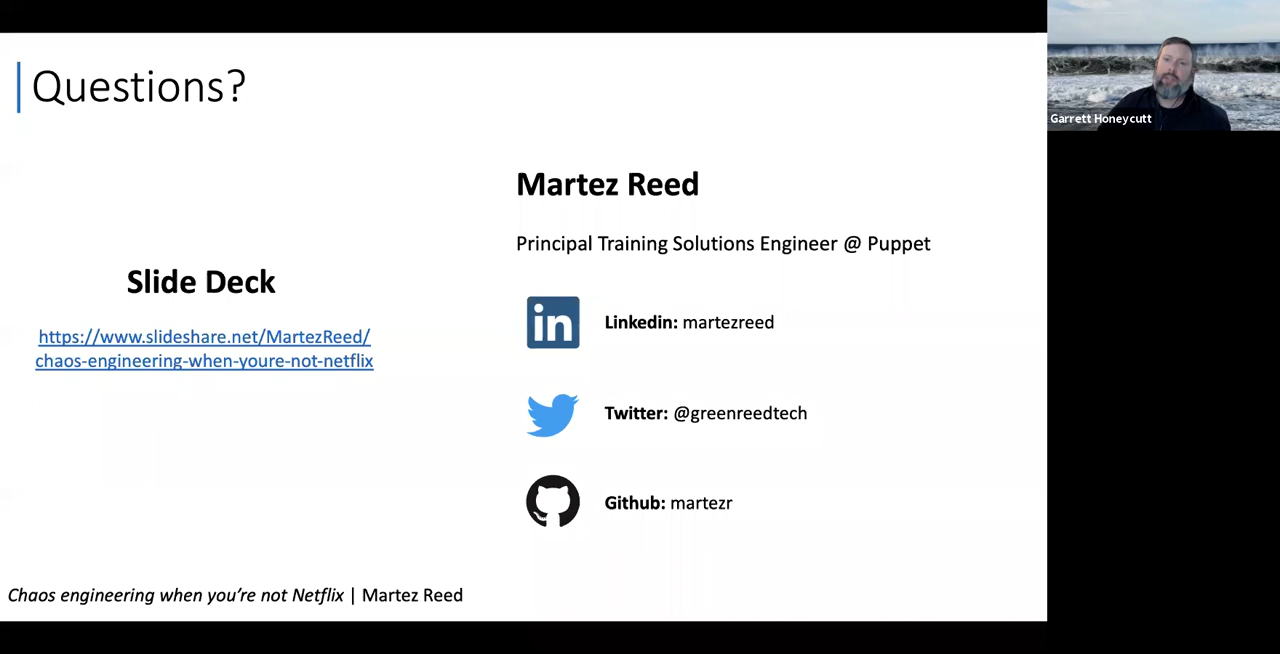 Questions?
Garrett Honeycutt
Martez Reed
Principal Training Solutions Engineer @ Puppet
Slide Deck
https://www.slideshare.net/MartezReed/
chaos-engineering-when-youre-not-netflix
in
Linkedin: martezreed
Twitter: @greenreedtech
Github: martezr
Chaos engineering when you’re not Netflix | Martez Reed